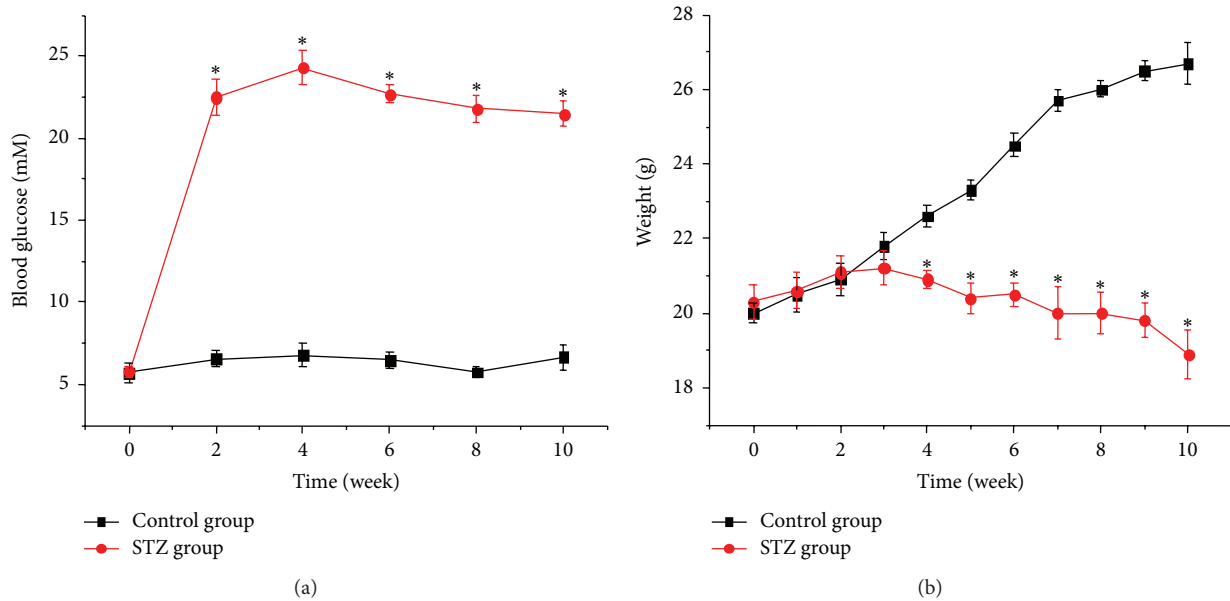 25
20
15
10
5
Blood glucose (mM)
* * * * *
0 2 4 6 8 10
Time (week)
Control group
STZ group
(a)
28
26
24
22
20
18
Weight (g)
* * * * * * *
0 2 4 6 8 10
Time (week)
Control group
STZ group
(b)